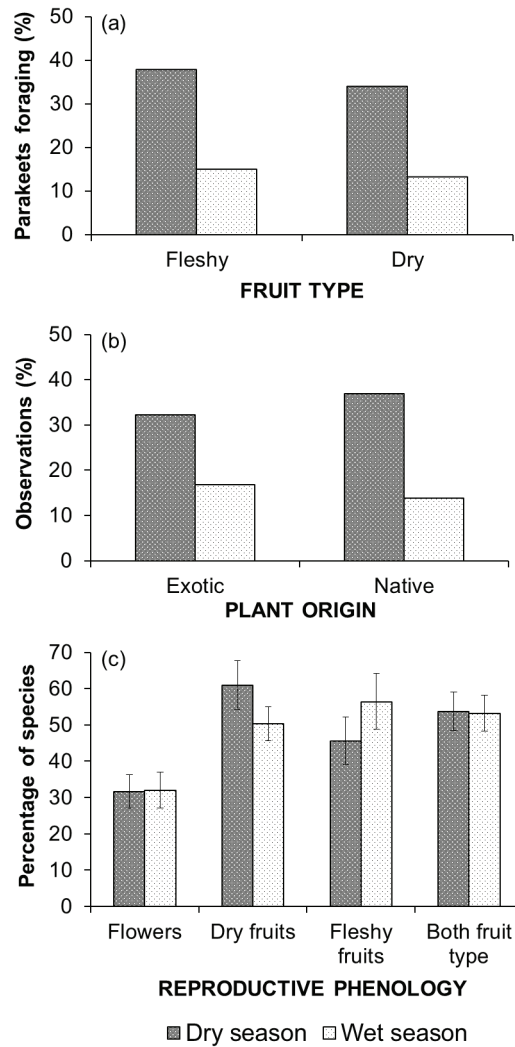 (a)
Parakeets foraging (%)
50
40
30
20
10
0
Fleshy Dry
FRUIT TYPE
(b)
Observations (%)
50
40
30
20
10
0
Exotic Native
PLANT ORIGIN
(c)
Percentage of species
70
60
50
40
30
20
10
0
Flowers Dry fruits Fleshy fruits Both fruit type
REPRODUCTIVE PHENOLOGY
Dry season Wet season